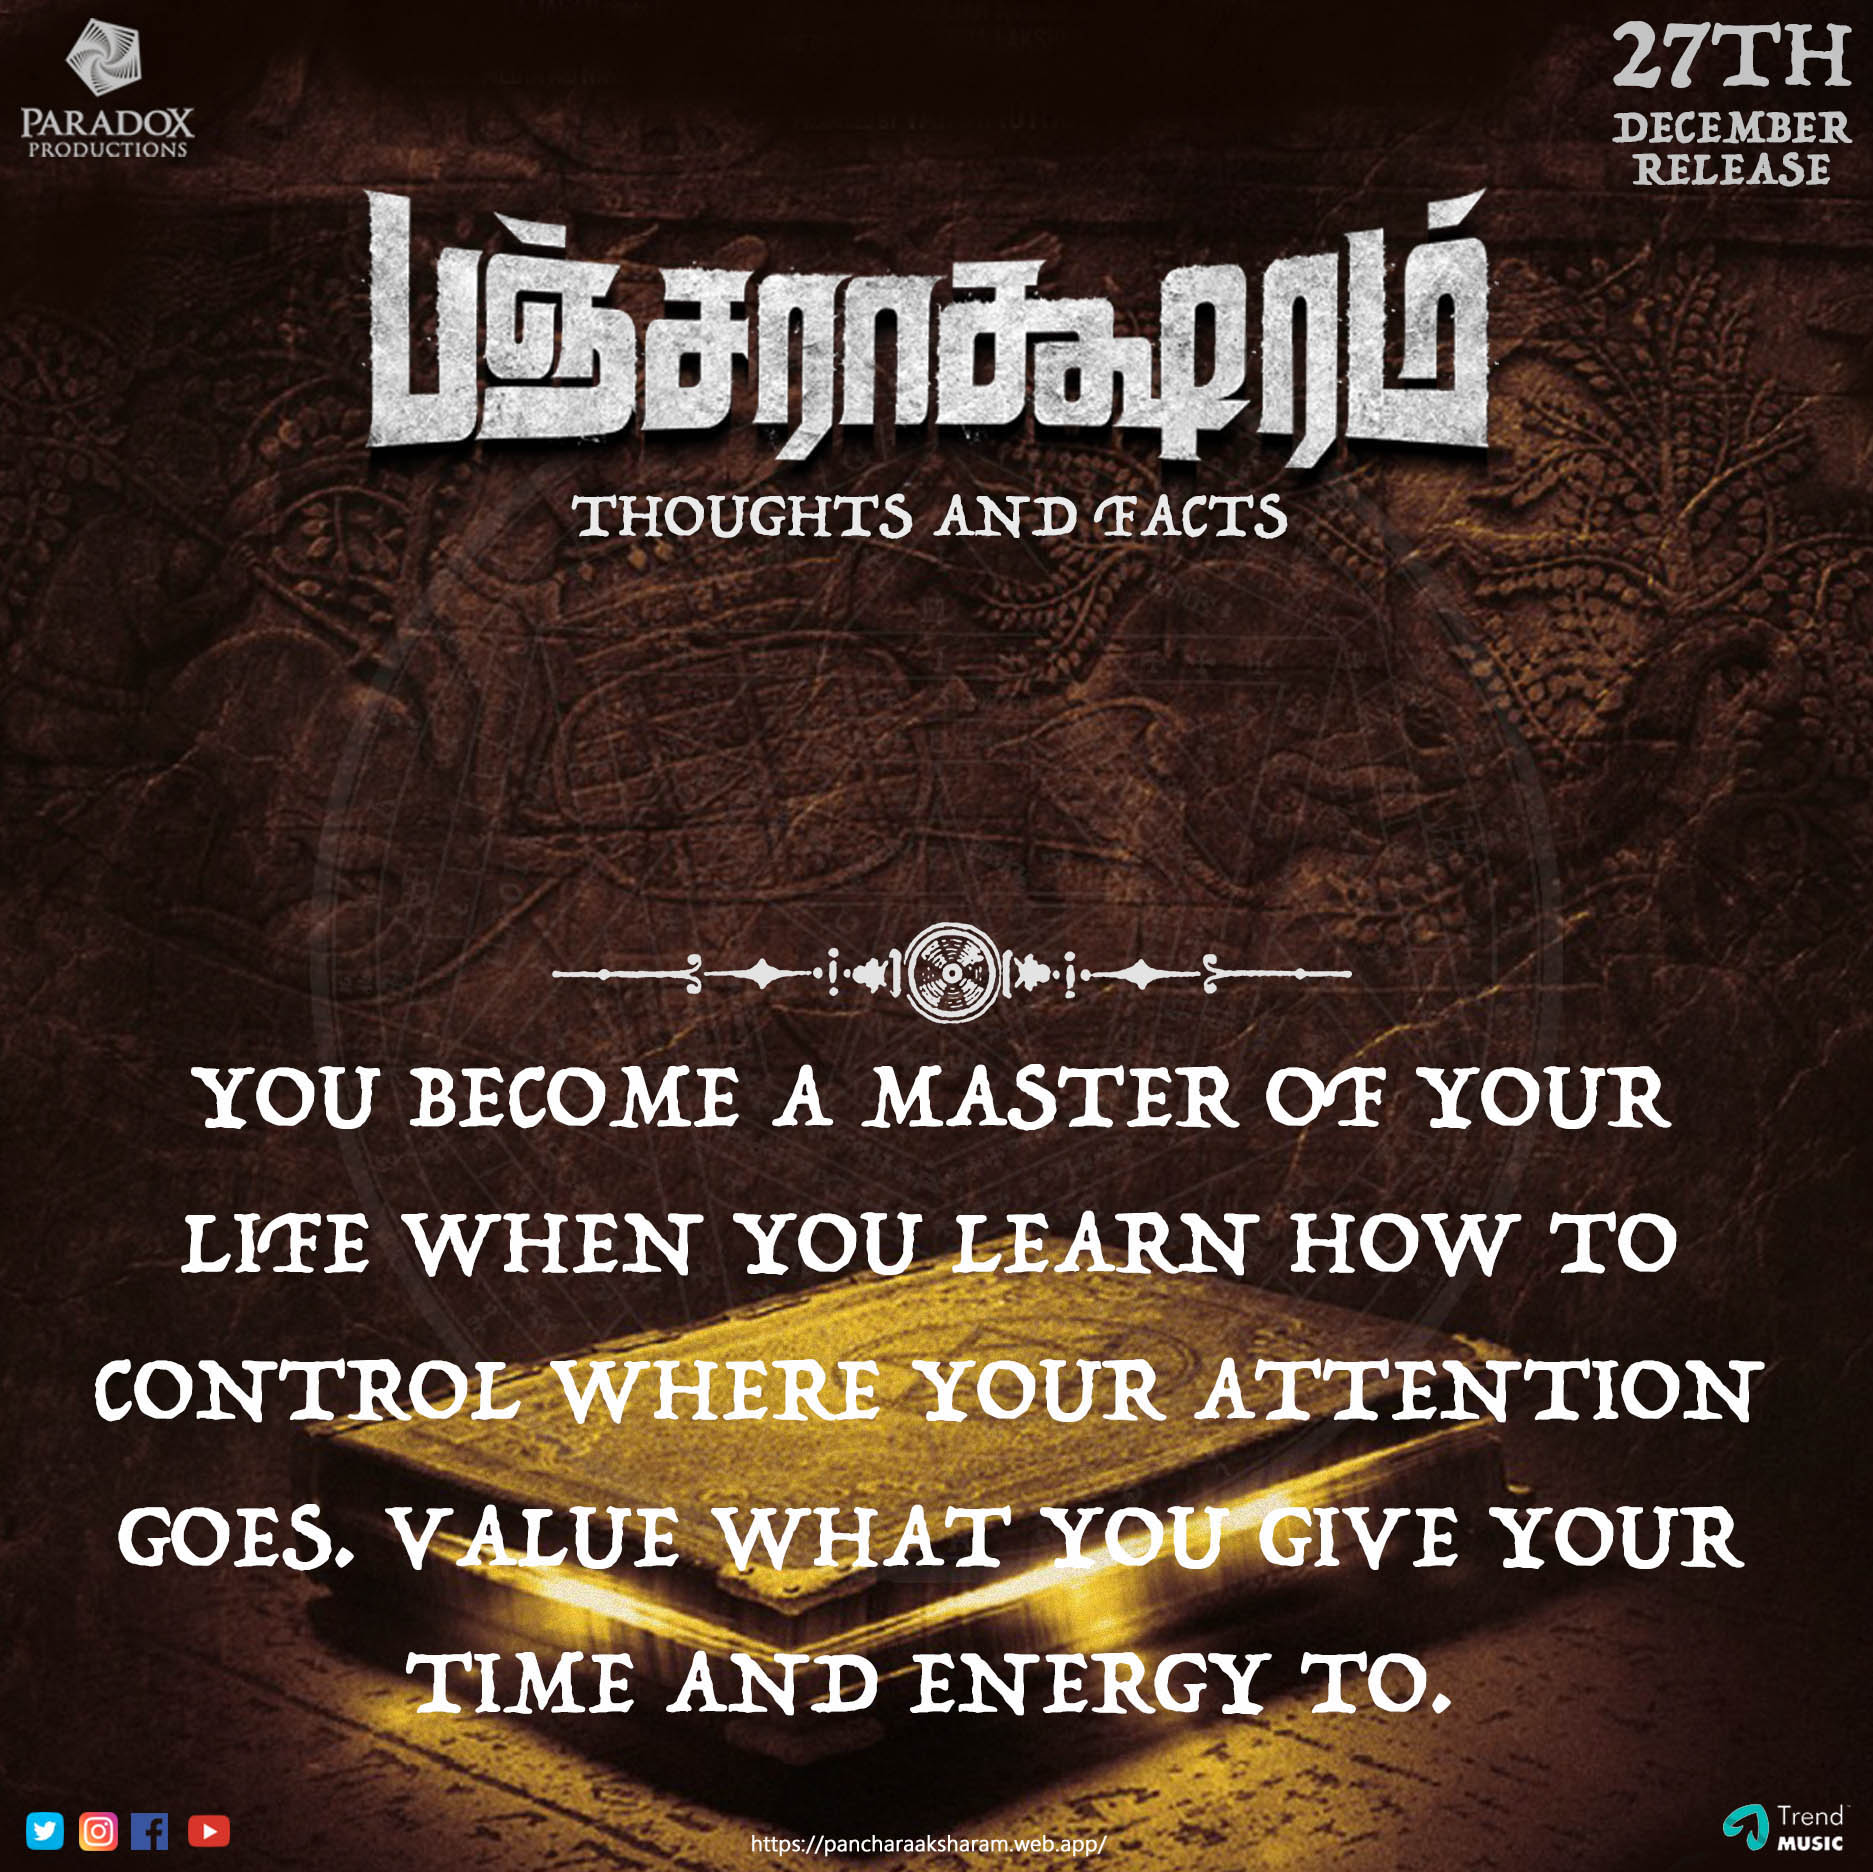 PARADOX
PRODUCTIONS
27TH
DECEMBER
RELEASE
பஞ்சராக்ஷரம்
THOUGHTS AND FACTS
YOU BECOME A MASTER OF YOUR
LIFE WHEN YOU LEARN HOW TO
CONTROL WHERE YOUR ATTENTION
GOES. VALUE WHAT YOU GIVE YOUR
TIME AND ENERGY TO.
https://pancharaaksharam.web.app/
Trend
MUSIC